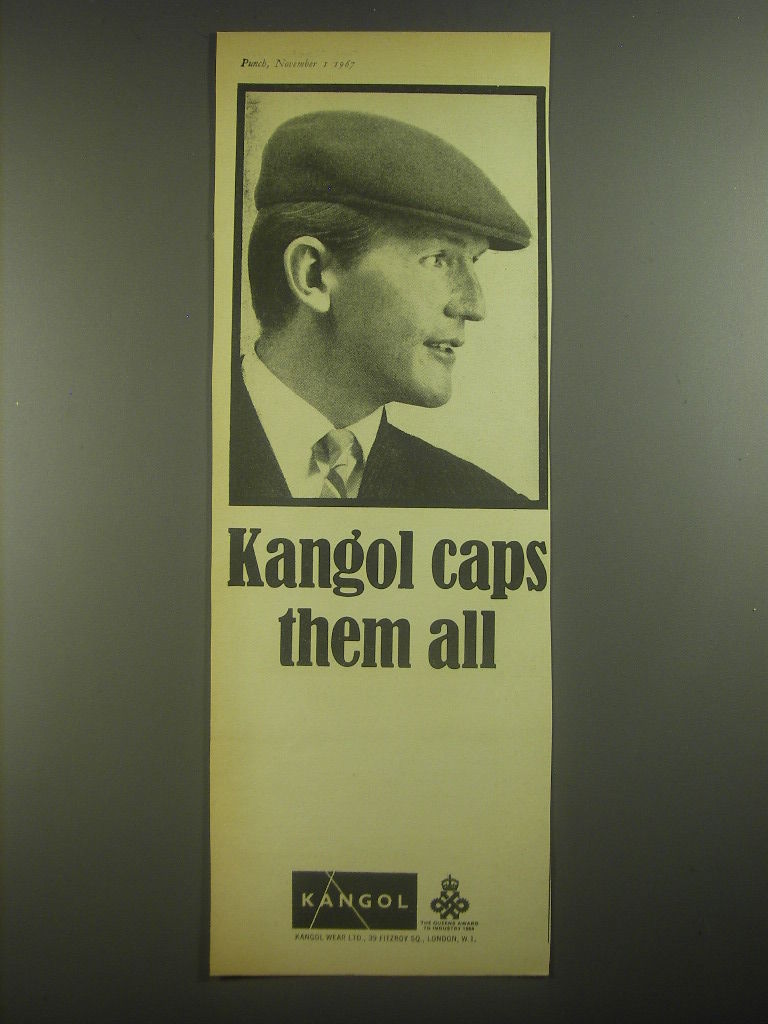 Punch, November 1 1967
Kangol caps
them all
KANGOL
THE QUEENS AWARD
TO INDUSTRY 1966
KANGOL WEAR LTD., 39 FITZROY SQ., LONDON, W.1.